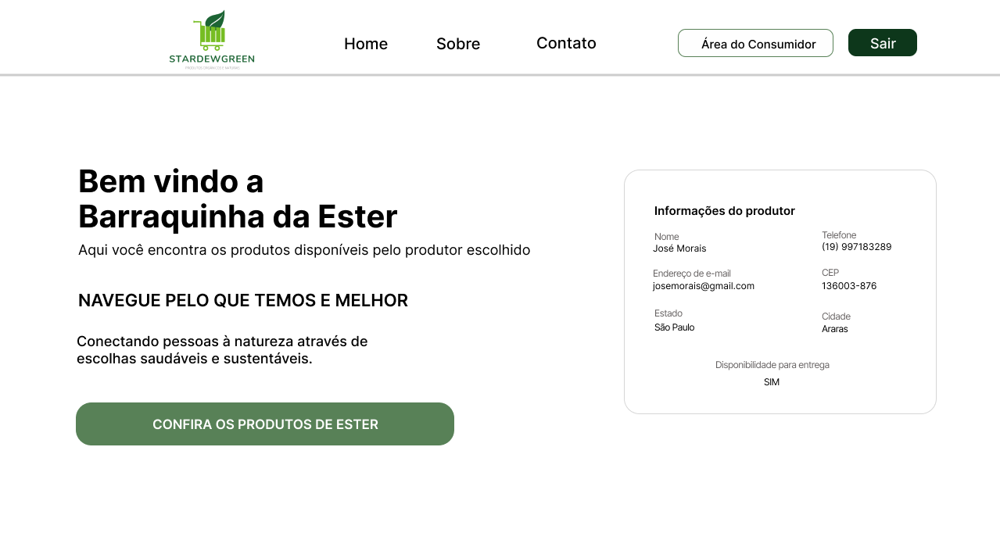 STARDEWGREEN
PRODUTOS ORGÂNICOS E NATURAIS
Home
Sobre
Contato
Área do Consumidor
Sair
Bem vindo a
Barraquinha da Ester
Aqui você encontra os produtos disponíveis pelo produtor escolhido
NAVEGUE PELO QUE TEMOS E MELHOR
Conectando pessoas à natureza através de
escolhas saudáveis e sustentáveis.
CONFIRA OS PRODUTOS DE ESTER
Informações do produtor
Nome
José Morais
Telefone
(19) 997183289
Endereço de e-mail
josemorais@gmail.com
CEP
136003-876
Estado
São Paulo
Cidade
Araras
Disponibilidade para entrega
SIM